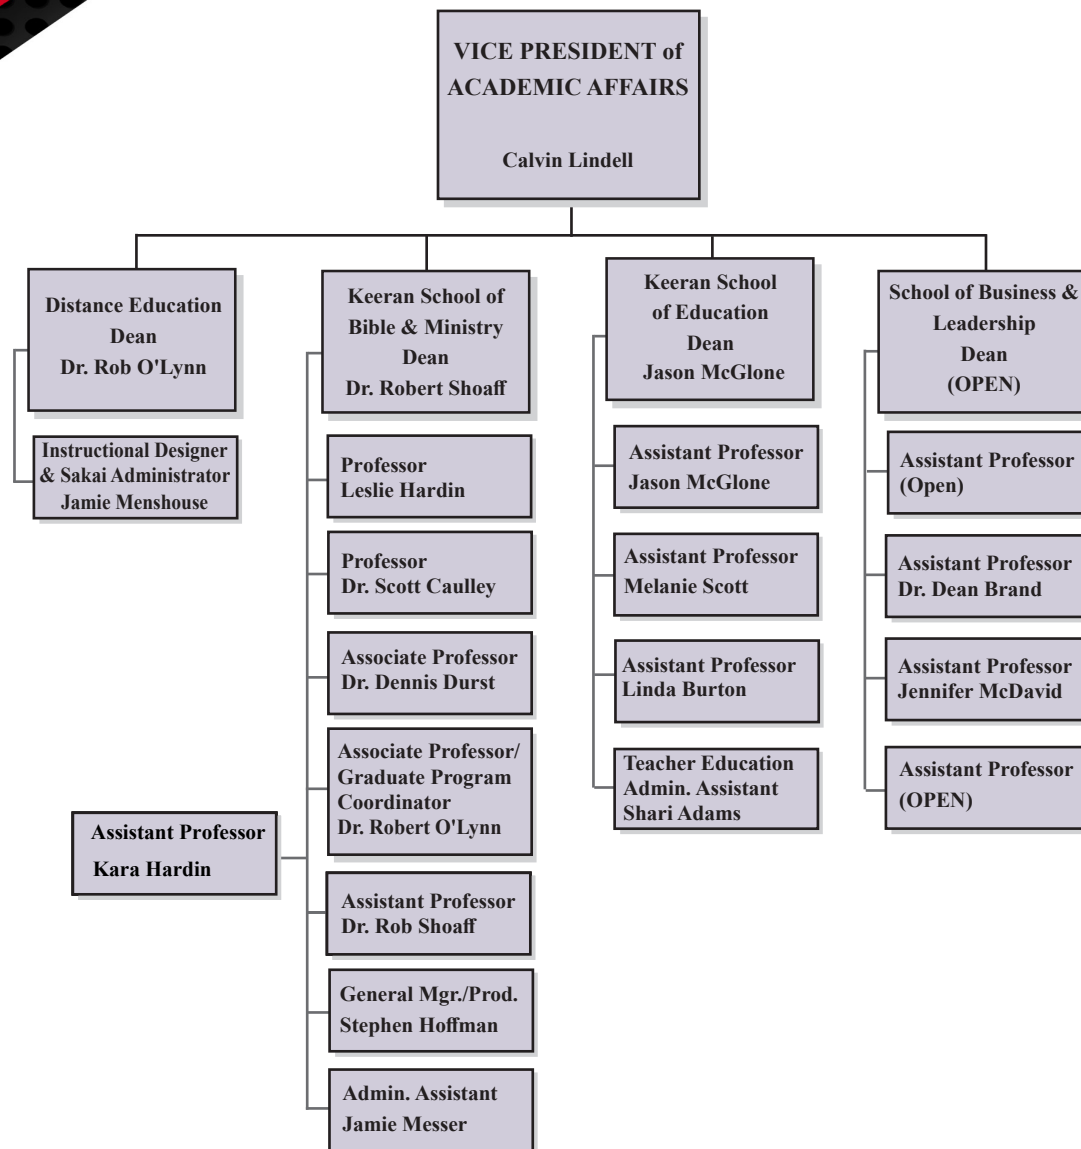 VICE PRESIDENT of
ACADEMIC AFFAIRS
Calvin Lindell
Distance Education
Dean
Dr. Rob O'Lynn
Instructional Designer
& Sakai Administrator
Jamie Menshouse
Keeran School of
Bible & Ministry
Dean
Dr. Robert Shoaff
Professor
Leslie Hardin
Professor
Dr. Scott Caulley
Associate Professor
Dr. Dennis Durst
Associate Professor/
Graduate Program
Coordinator
Dr. Robert O'Lynn
Assistant Professor
Kara Hardin
Assistant Professor
Dr. Rob Shoaff
General Mgr./Prod.
Stephen Hoffman
Admin. Assistant
Jamie Messer
Keeran School
of Education
Dean
Jason McGlone
Assistant Professor
Jason McGlone
Assistant Professor
Melanie Scott
Assistant Professor
Linda Burton
Teacher Education
Admin. Assistant
Shari Adams
School of Business &
Leadership
Dean
(OPEN)
Assistant Professor
(Open)
Assistant Professor
Dr. Dean Brand
Assistant Professor
Jennifer McDavid
Assistant Professor
(OPEN)